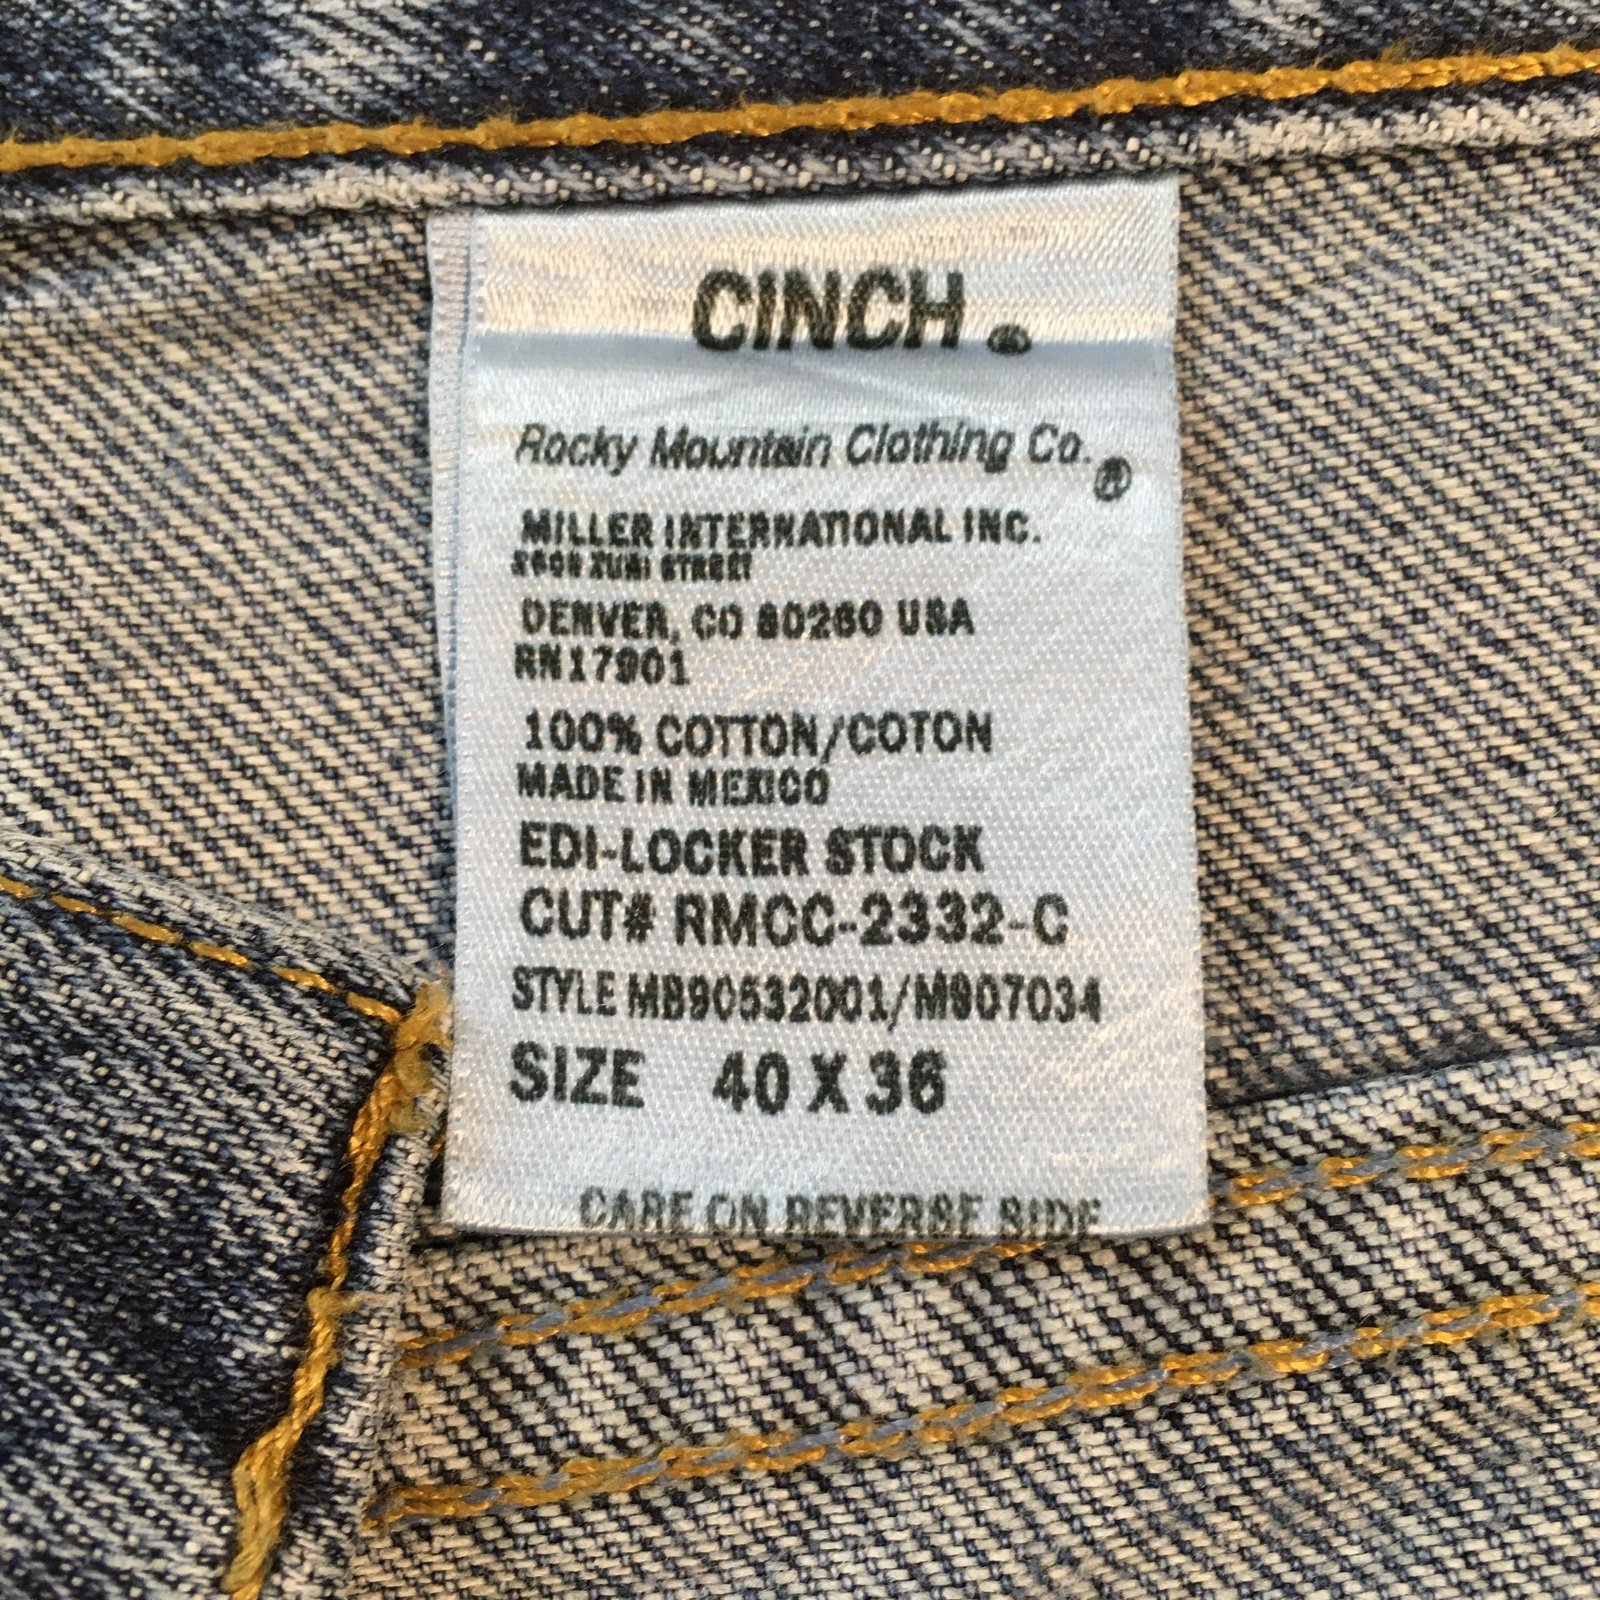 CINCH ®
Rocky Mountain Clothing Co. ®
MILLER INTERNATIONAL INC.
STREET
DENVER, CO 80260 USA
RN17901
100% COTTON/COTON
MADE IN MEXICO
EDI-LOCKER STOCK
CUT# RMCC-2332-C
STYLE MB90532001/M907034
SIZE 40 X 36
CARE ON REVERSE SIDE